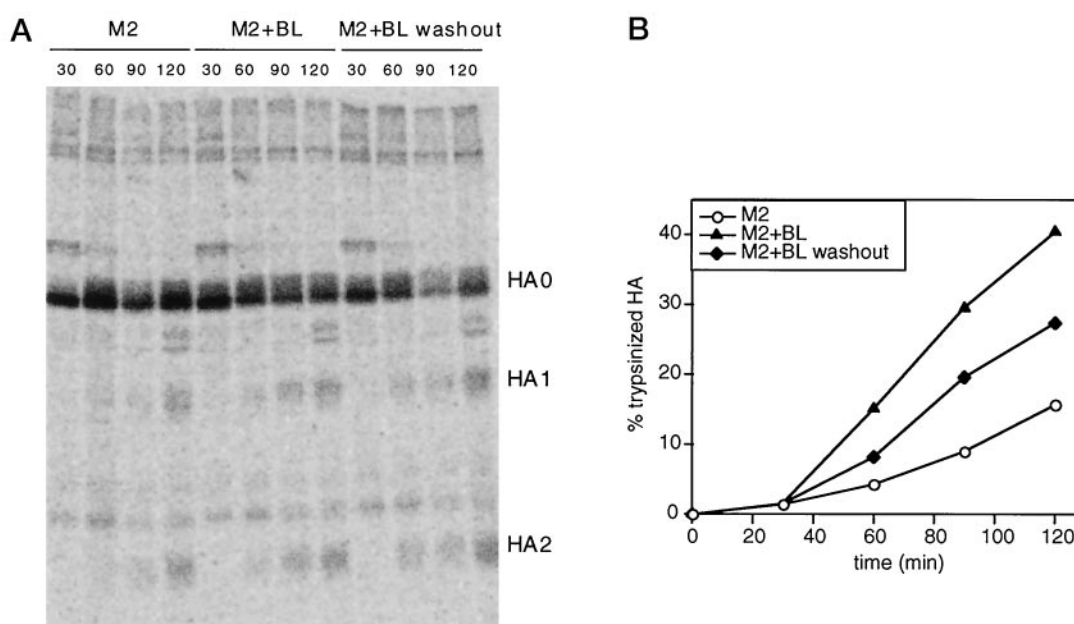 A
M2 M2+BL M2+BL washout
30 60 90 120 30 60 90 120 30 60 90 120
HA0
HA1
HA2
B
M2
M2+BL
M2+BL washout
% trypsinized HA
40
30
20
10
0
0 20 40 60 80 100 120
time (min)